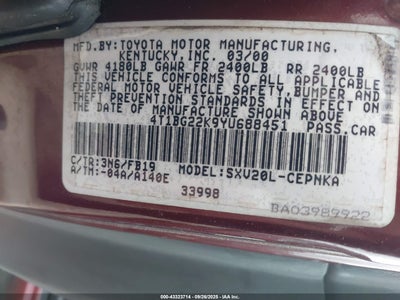 MFD.BY:TOYOTA MOTOR MANUFACTURING,
KENTUCKY,INC. 03/00
GVWR 4180LB GAWR FR 2400LB RR 2400LB
THIS VEHICLE CONFORMS TO ALL APPLICABLE
FEDERAL MOTOR VEHICLE SAFETY,BUMPER AND
THEFT PREVENTION STANDARDS IN EFFECT ON
THE DATE OF MANUFACTURE SHOWN ABOVE.
4T1BG22K9YU688451 PASS.CAR
C/TR:3N6/FB19 MODEL:SXV20L-CEPNKA
A/TM:-04A/A140E
33998
BA03989922
000-43323714 - 09/26/2025 - IAA Inc.